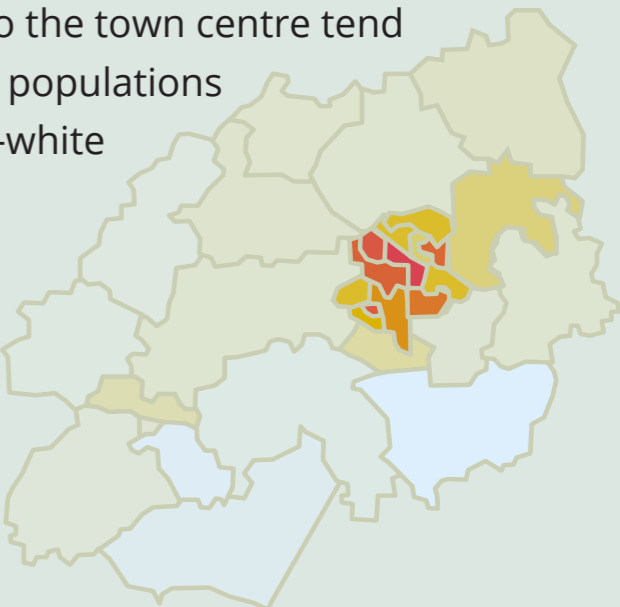 o the town centre tend
populations
-white